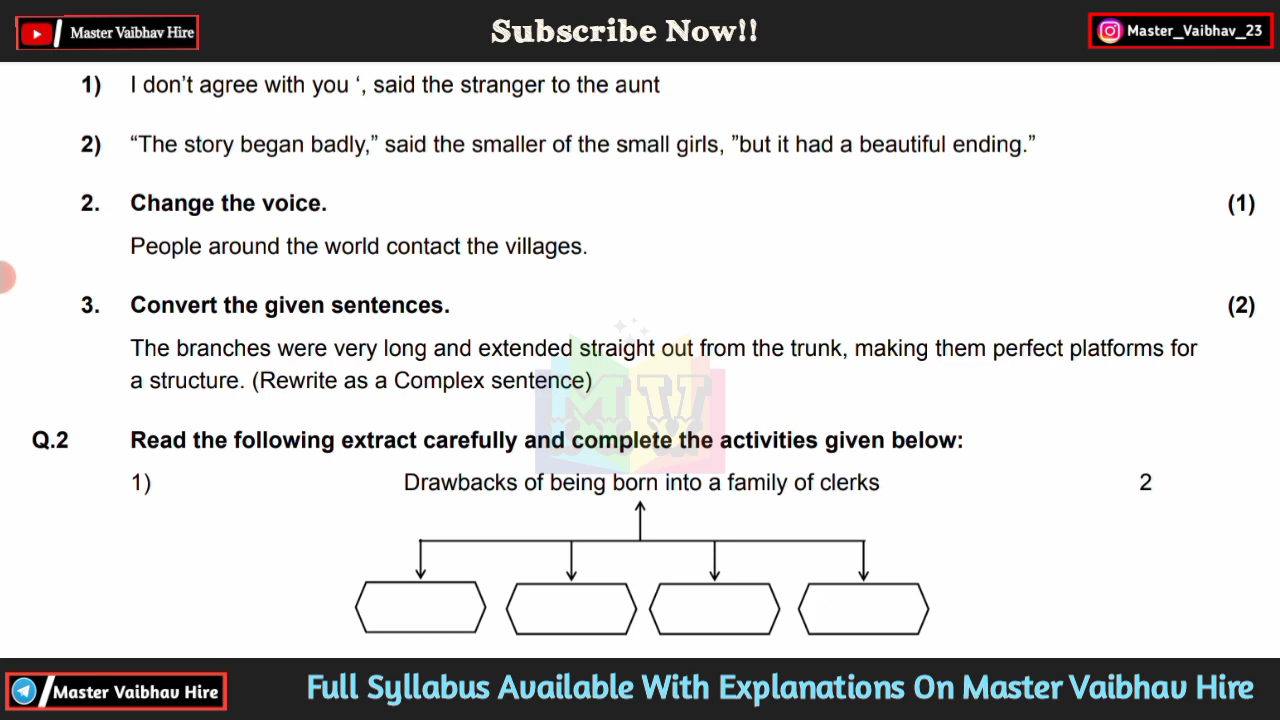 Master Vaibhav Hire
Subscribe Now!!
Master_Vaibhav_23
1) I don’t agree with you ‘, said the stranger to the aunt
2) “The story began badly,” said the smaller of the small girls, ”but it had a beautiful ending.”
2. Change the voice. (1)
People around the world contact the villages.
3. Convert the given sentences. (2)
The branches were very long and extended straight out from the trunk, making them perfect platforms for
a structure. (Rewrite as a Complex sentence)
MW
Q.2 Read the following extract carefully and complete the activities given below:
1) Drawbacks of being born into a family of clerks 2
Master Vaibhav Hire
Full Syllabus Available With Explanations On Master Vaibhav Hire